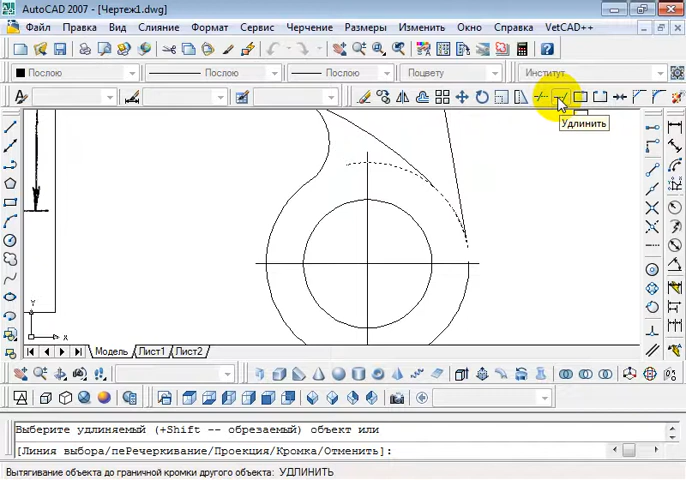 AutoCAD 2007 - [Чертеж1.dwg]
Файл Правка Вид Вставка Формат Сервис Черчение Размеры Изменить Окно Справка VetCAD++
Послою Послою Послою Поцвету Институт
Удлинить
Y
X
Модель Лист1 Лист2
Выберите удлиняемый (+Shift -- обрезаемый) объект или
[Линия выбора/пеРечеркивание/Проекция/Кромка/Отменить]:
Вытягивание объекта до граничной кромки другого объекта: УДЛИНИТЬ